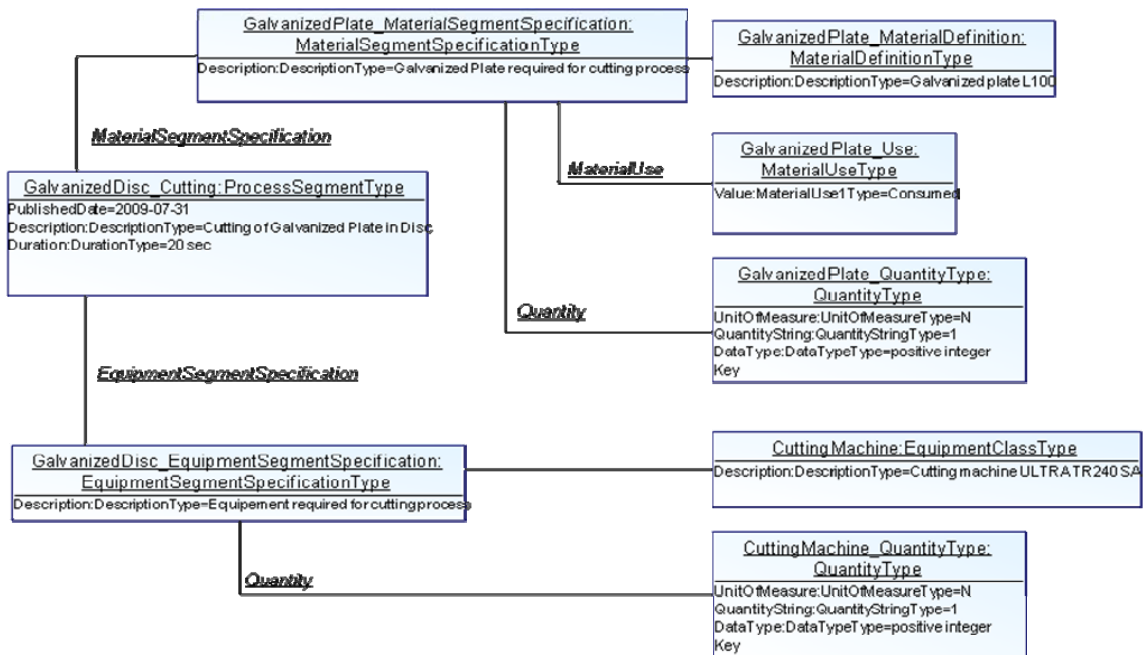 GalvanizedPlate_MaterialSegmentSpecification:
MaterialSegmentSpecificationType
Description:DescriptionType=Galvanized Plate required for cutting process
GalvanizedPlate_MaterialDefinition:
MaterialDefinitionType
Description:DescriptionType=Galvanized plate L100
MaterialSegmentSpecification
MaterialUse
GalvanizedPlate_Use:
MaterialUseType
Value:MaterialUse1Type=Consumed
GalvanizedDisc_Cutting:ProcessSegmentType
PublishedDate=2009-07-31
Description:DescriptionType=Cutting of Galvanized Plate in Disc
Duration:DurationType=20 sec
GalvanizedPlate_QuantityType:
QuantityType
UnitOfMeasure:UnitOfMeasureType=N
QuantityString:QuantityStringType=1
DataType:DataTypeType=positive integer
Key
Quantity
EquipmentSegmentSpecification
GalvanizedDisc_EquipmentSegmentSpecification:
EquipmentSegmentSpecificationType
Description:DescriptionType=Equipement required for cutting process
CuttingMachine:EquipmentClassType
Description:DescriptionType=Cutting machine ULTRA TR240 SA
Quantity
CuttingMachine_QuantityType:
QuantityType
UnitOfMeasure:UnitOfMeasureType=N
QuantityString:QuantityStringType=1
DataType:DataTypeType=positive integer
Key